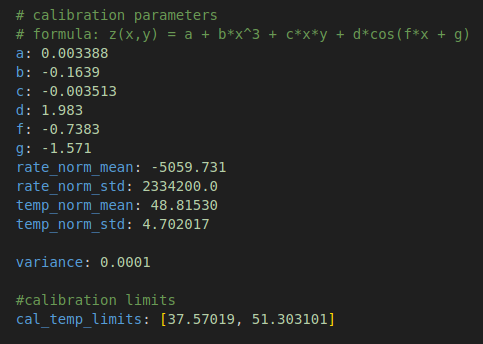 # calibration parameters
# formula: z(x,y) = a + b*x^3 + c*x*y + d*cos(f*x + g)
a: 0.003388
b: -0.1639
c: -0.003513
d: 1.983
f: -0.7383
g: -1.571
rate_norm_mean: -5059.731
rate_norm_std: 2334200.0
temp_norm_mean: 48.81530
temp_norm_std: 4.702017
variance: 0.0001
#calibration limits
cal_temp_limits: [37.57019, 51.303101]